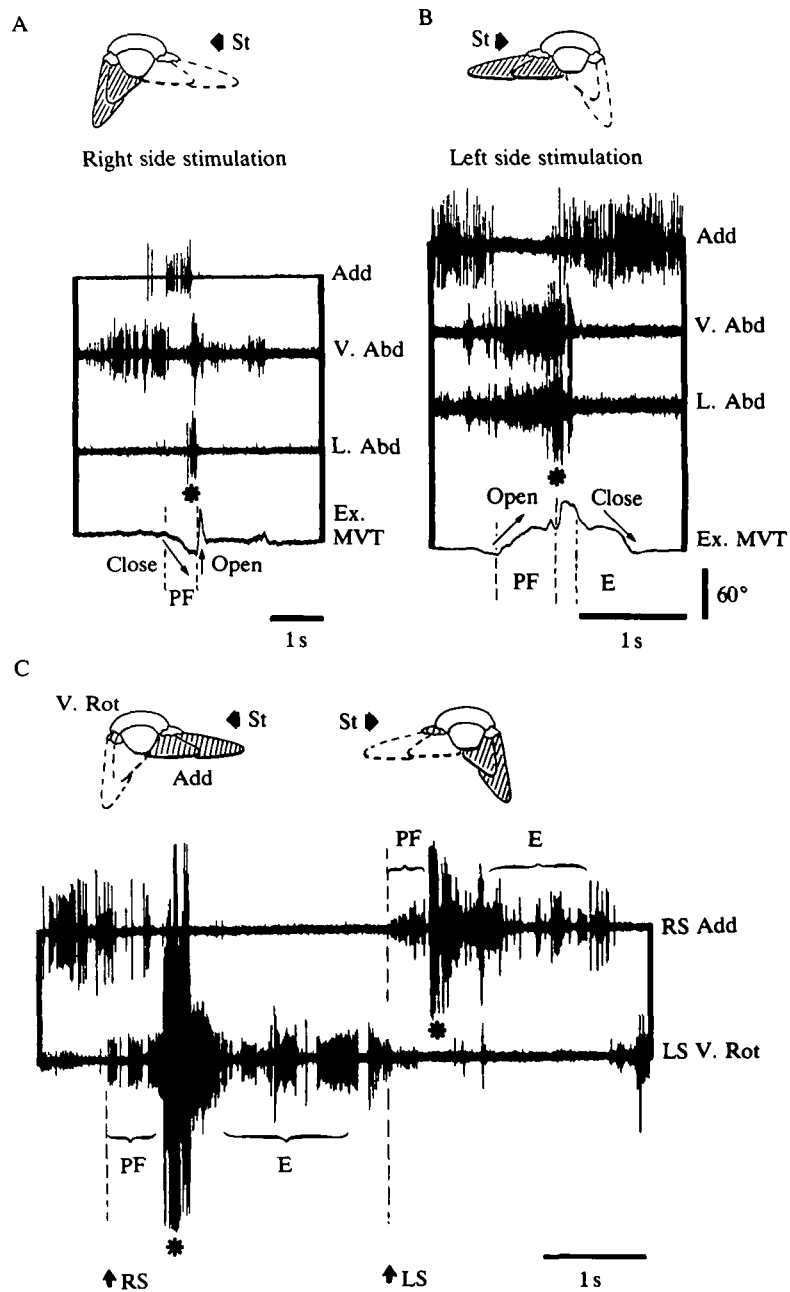 A
B
St
St
Right side stimulation
Left side stimulation
Add
V. Abd
L. Abd
Ex.
MVT
Close
Open
PF
1 s
Add
V. Abd
L. Abd
Open
Close
Ex. MVT
PF
E
60°
1 s
C
V. Rot
St
St
Add
PF
E
RS Add
LS V. Rot
PF
E
RS
LS
1 s